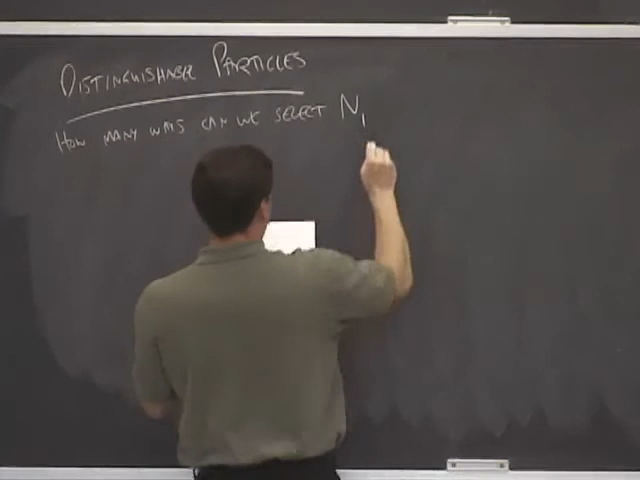 DISTINGUISHABLE PARTICLES
HOW MANY WAYS CAN WE SELECT N₁